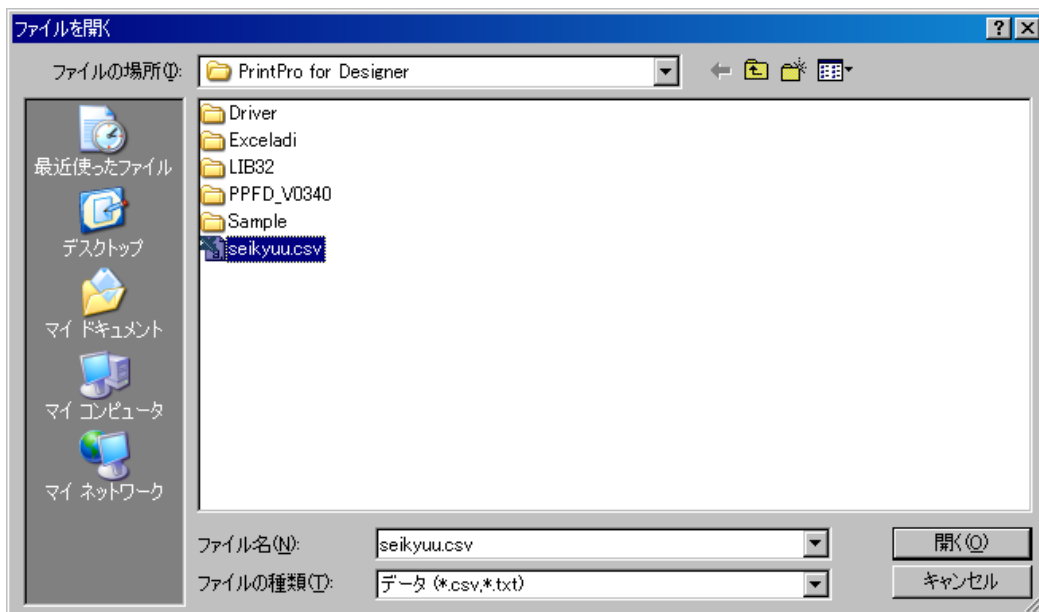 ファイルを開く
ファイルの場所(I):
PrintPro for Designer
最近使ったファイル
デスクトップ
マイ ドキュメント
マイ コンピュータ
マイ ネットワーク
Driver
Exceladi
LIB32
PPFD_V0340
Sample
seikyuu.csv
ファイル名(N):
seikyuu.csv
開く(O)
ファイルの種類(T):
データ (*.csv,*.txt)
キャンセル